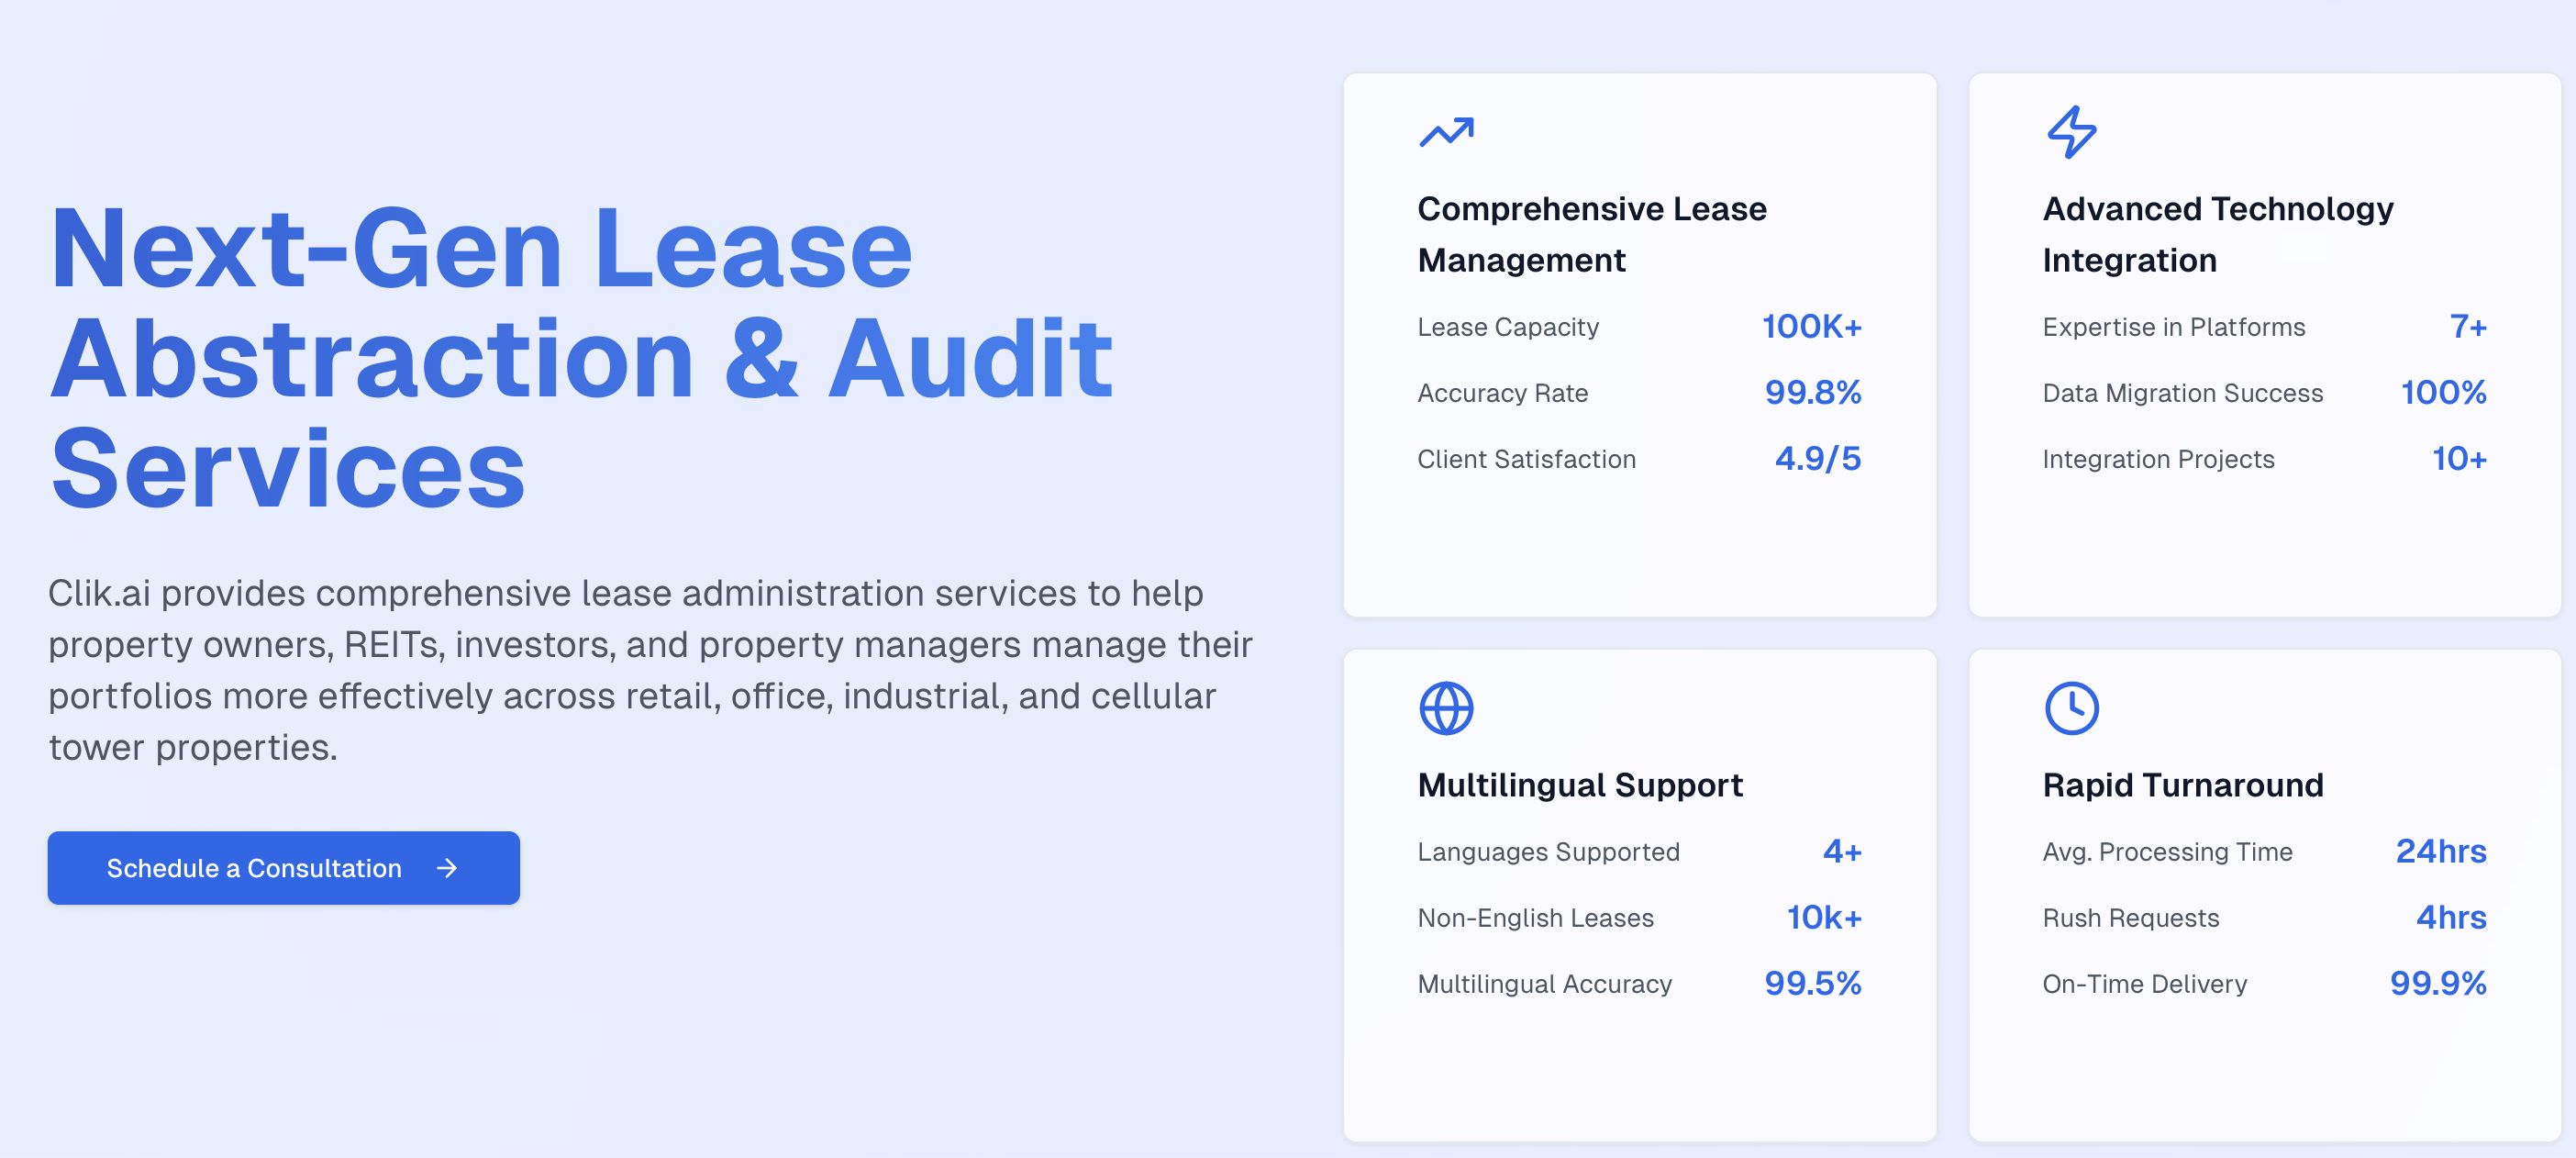 Next-Gen Lease
Abstraction & Audit
Services
Clik.ai provides comprehensive lease administration services to help
property owners, REITs, investors, and property managers manage their
portfolios more effectively across retail, office, industrial, and cellular
tower properties.
Schedule a Consultation →
Comprehensive Lease
Management
Lease Capacity 100K+
Accuracy Rate 99.8%
Client Satisfaction 4.9/5
Advanced Technology
Integration
Expertise in Platforms 7+
Data Migration Success 100%
Integration Projects 10+
Multilingual Support
Languages Supported 4+
Non-English Leases 10k+
Multilingual Accuracy 99.5%
Rapid Turnaround
Avg. Processing Time 24hrs
Rush Requests 4hrs
On-Time Delivery 99.9%